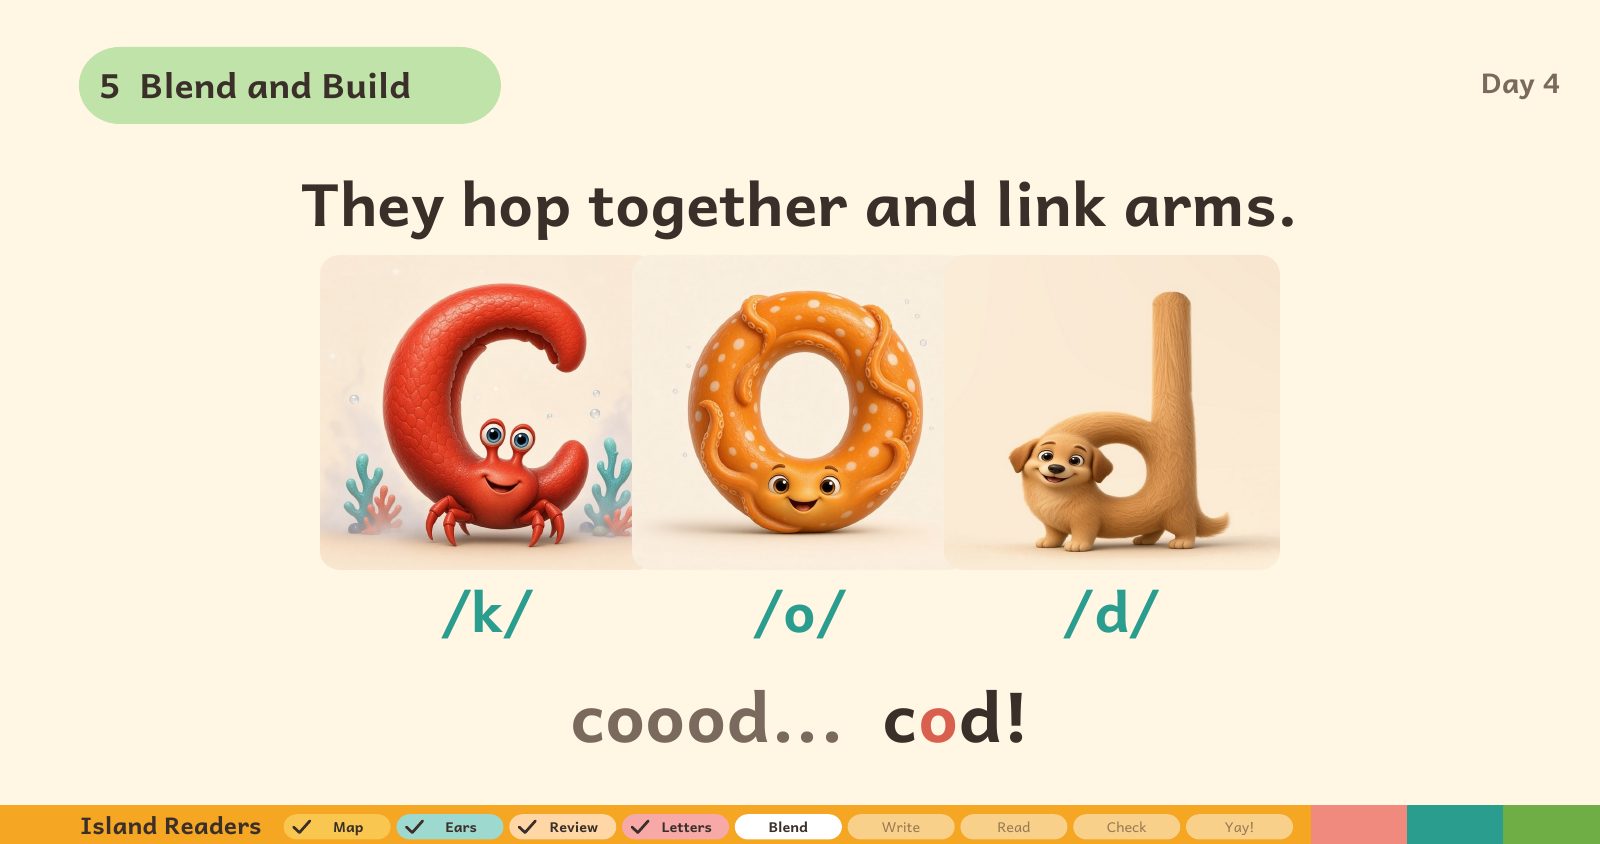 5 Blend and Build
Day 4
They hop together and link arms.
/k/ /o/ /d/
coood... cod!
Island Readers Map Ears Review Letters Blend Write Read Check Yay!